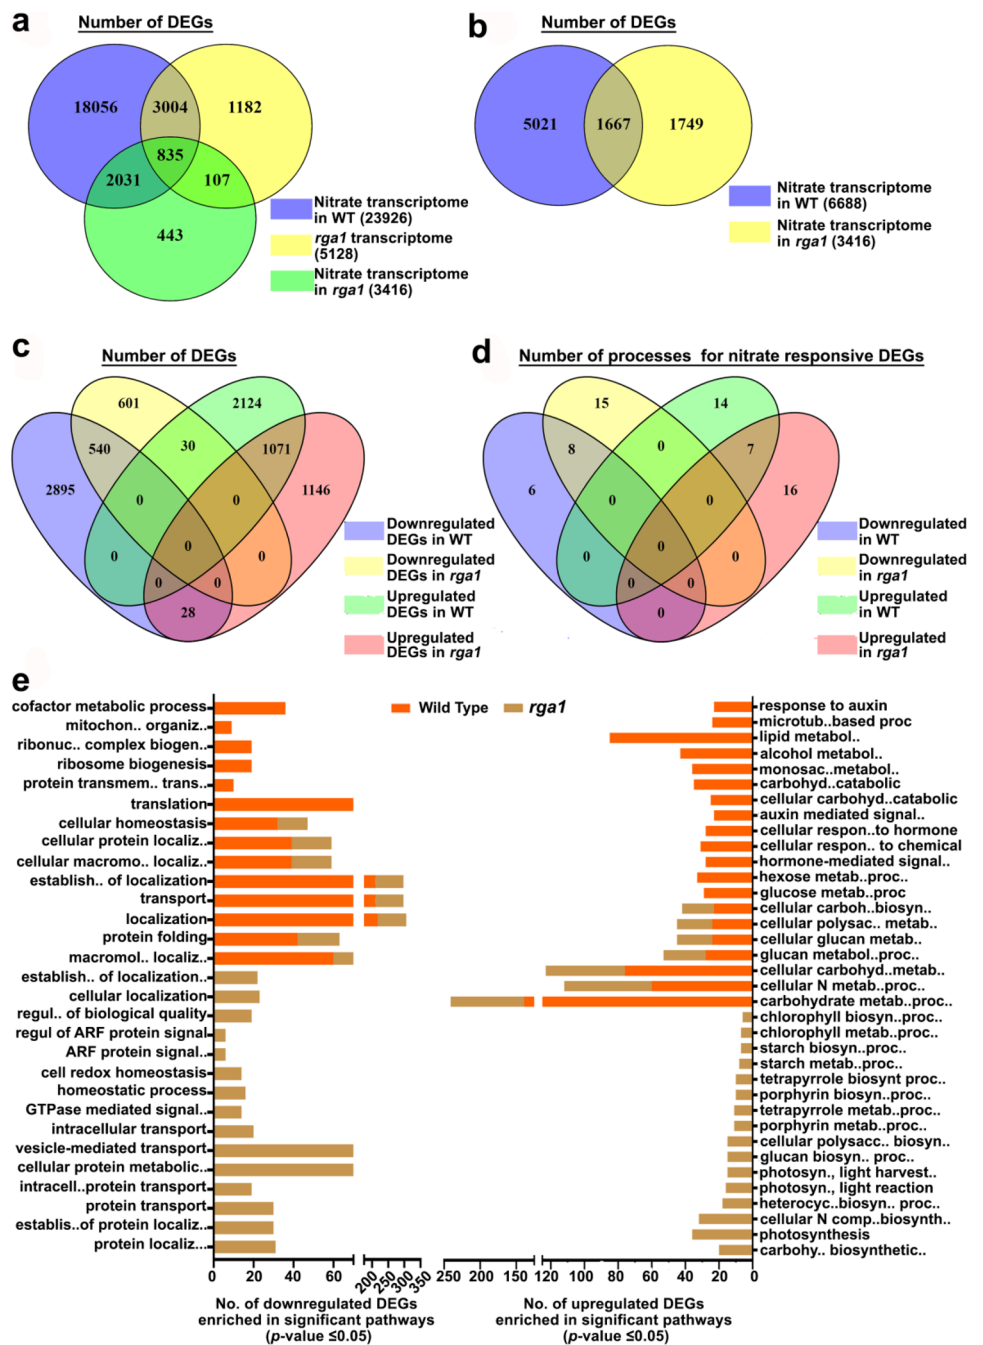 a
Number of DEGs
18056
3004
1182
835
2031
107
443
Nitrate transcriptome
in WT (23926)
rga1 transcriptome
(5128)
Nitrate transcriptome
in rga1 (3416)
b
Number of DEGs
5021
1667
1749
Nitrate transcriptome
in WT (6688)
Nitrate transcriptome
in rga1 (3416)
c
Number of DEGs
601
2124
540
30
1071
2895
0
0
1146
0
0
0
0
0
28
Downregulated
DEGs in WT
Downregulated
DEGs in rga1
Upregulated
DEGs in WT
Upregulated
DEGs in rga1
d
Number of processes for nitrate responsive DEGs
15
14
8
0
7
6
0
0
16
0
0
0
0
0
0
Downregulated
in WT
Downregulated
in rga1
Upregulated
in WT
Upregulated
in rga1
e
Wild Type
rga1
cofactor metabolic process
mitochon.. organiz..
ribonuc.. complex biogen..
ribosome biogenesis
protein transmem.. trans..
translation
cellular homeostasis
cellular protein localiz..
cellular macromo.. localiz..
establish.. of localization
transport
localization
protein folding
macromol.. localiz..
establish.. of localization..
cellular localization
regul.. of biological quality
regul of ARF protein signal
ARF protein signal..
cell redox homeostasis
homeostatic process
GTPase mediated signal..
intracellular transport
vesicle-mediated transport
cellular protein metabolic..
intracell..protein transport
protein transport
establis..of protein localiz..
protein localiz...
0 20 40 60 200 250 300 350
No. of downregulated DEGs
enriched in significant pathways
(p-value ≤0.05)
response to auxin
microtub..based proc
lipid metabol..
alcohol metabol..
monosac..metabol..
carbohyd..catabolic
cellular carbohyd..catabolic
auxin mediated signal..
cellular respon..to hormone
cellular respon.. to chemical
hormone-mediated signal..
hexose metab..proc..
glucose metab..proc
cellular carboh..biosyn..
cellular polysac.. metab..
cellular glucan metab..
glucan metabol..proc..
cellular carbohyd..metab..
cellular N metab..proc..
carbohydrate metab..proc..
chlorophyll biosyn..proc..
chlorophyll metab..proc..
starch biosyn..proc..
starch metab..proc..
tetrapyrrole biosynt proc..
porphyrin biosyn..proc..
tetrapyrrole metab..proc..
porphyrin metab..proc..
cellular polysacc.. biosyn..
glucan biosyn.. proc..
photosyn., light harvest..
photosyn., light reaction
heterocyc..biosyn.. proc..
cellular N comp..biosynth..
photosynthesis
carbohy.. biosynthetic..
250 200 150 120 100 80 60 40 20 0
No. of upregulated DEGs
enriched in significant pathways
(p-value ≤0.05)